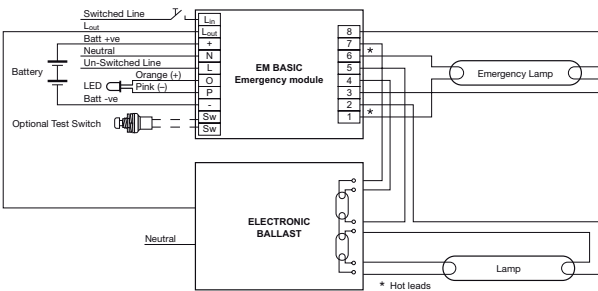 Switched Line
Lin
Lout
Lout
8
Batt +ve
+
7
*
Neutral
N
6
Un-Switched Line
L
5
EM BASIC
Emergency module
Battery
Orange (+)
O
4
Emergency Lamp
LED
Pink (–)
P
3
Batt -ve
-
2
*
Optional Test Switch
Sw
1
Sw
ELECTRONIC
BALLAST
Neutral
Lamp
* Hot leads